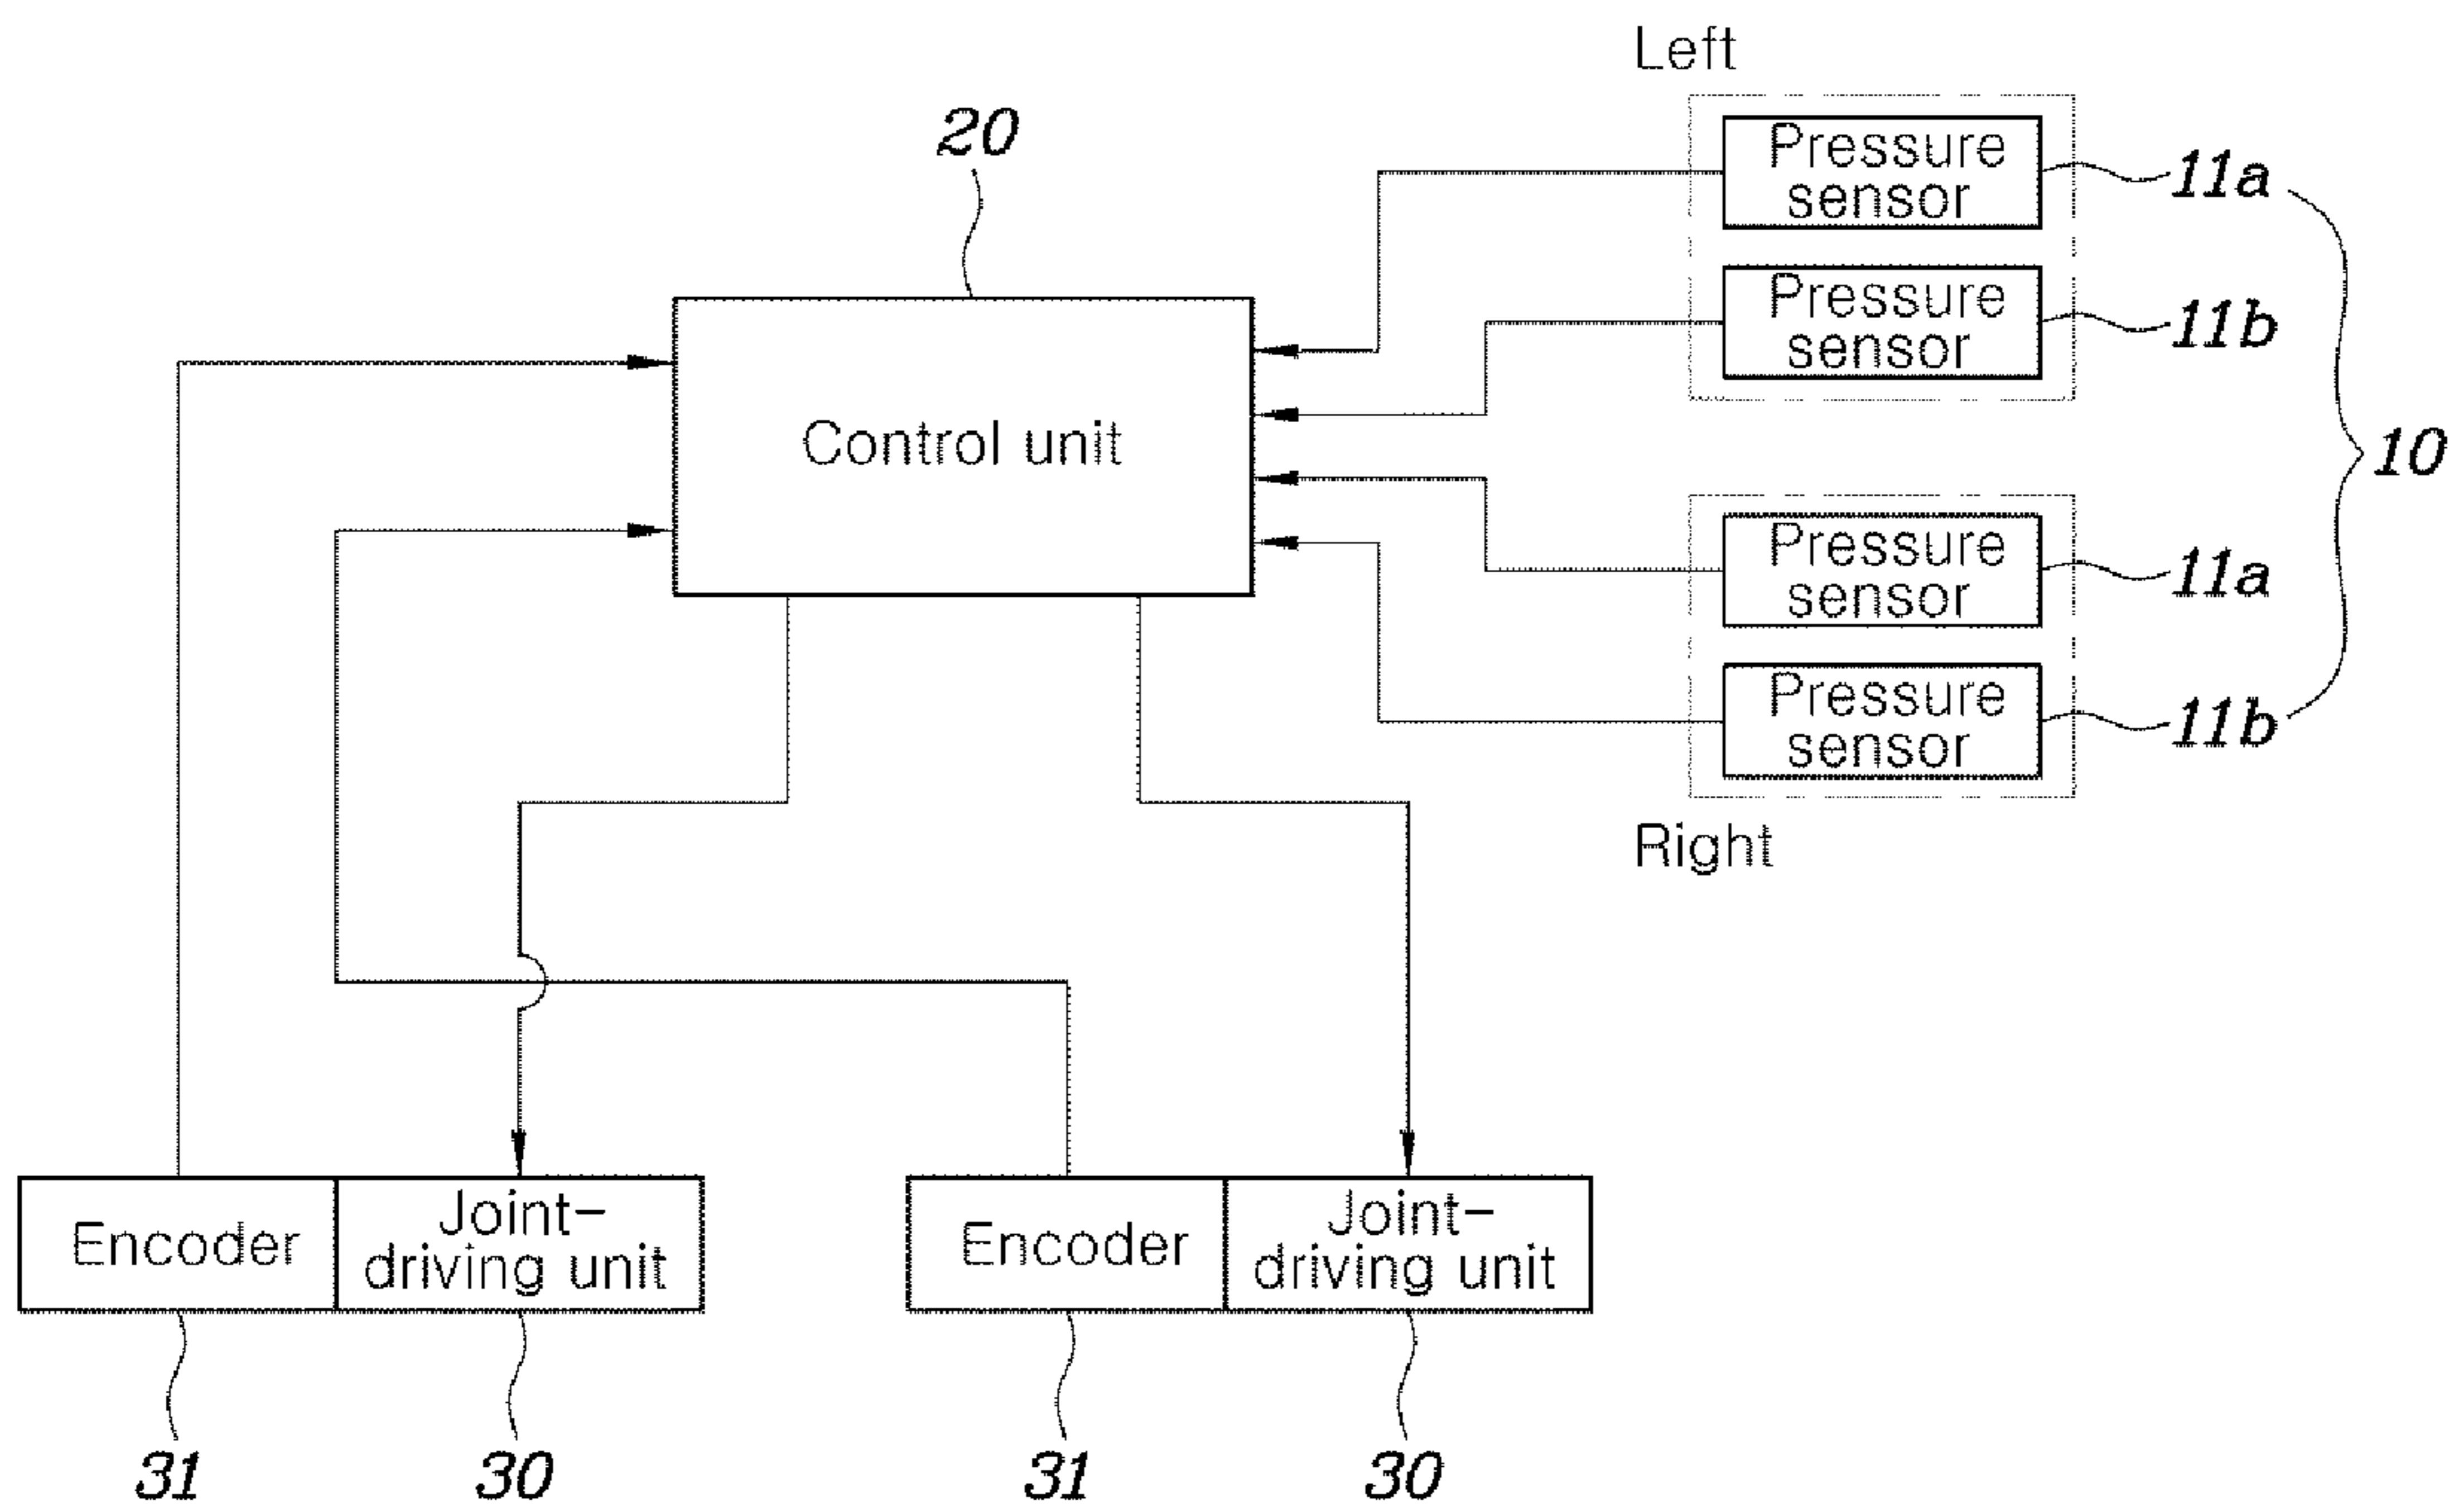 Left
20
Pressure
sensor
11a
Pressure
sensor
11b
Control unit
10
Pressure
sensor
11a
Pressure
sensor
11b
Right
Encoder
Joint-
driving unit
Encoder
Joint-
driving unit
31
30
31
30